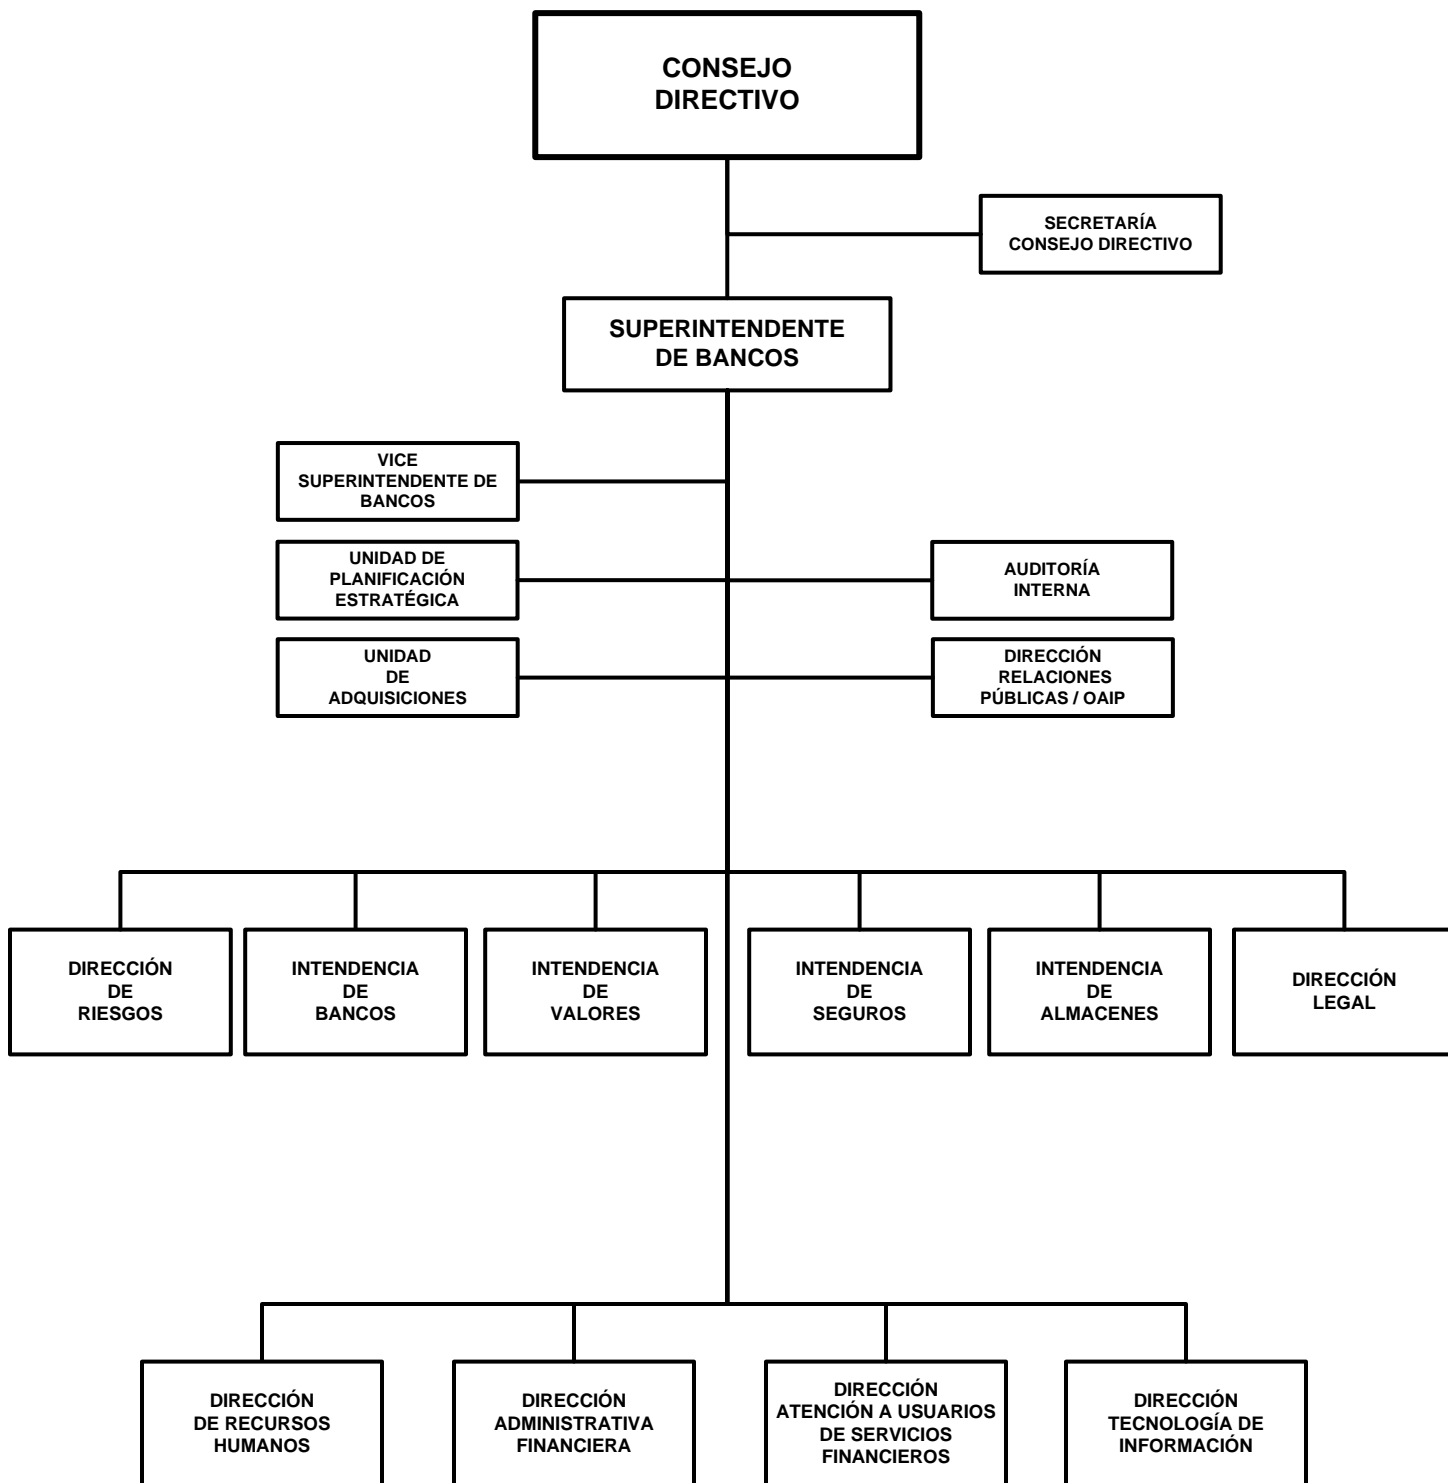 CONSEJO
DIRECTIVO
SECRETARÍA
CONSEJO DIRECTIVO
SUPERINTENDENTE
DE BANCOS
VICE
SUPERINTENDENTE DE
BANCOS
UNIDAD DE
PLANIFICACIÓN
ESTRATÉGICA
AUDITORÍA
INTERNA
UNIDAD
DE
ADQUISICIONES
DIRECCIÓN
RELACIONES
PÚBLICAS / OAIP
DIRECCIÓN
DE
RIESGOS
INTENDENCIA
DE
BANCOS
INTENDENCIA
DE
VALORES
INTENDENCIA
DE
SEGUROS
INTENDENCIA
DE
ALMACENES
DIRECCIÓN
LEGAL
DIRECCIÓN
DE RECURSOS
HUMANOS
DIRECCIÓN
ADMINISTRATIVA
FINANCIERA
DIRECCIÓN
ATENCIÓN A USUARIOS
DE SERVICIOS
FINANCIEROS
DIRECCIÓN
TECNOLOGÍA DE
INFORMACIÓN